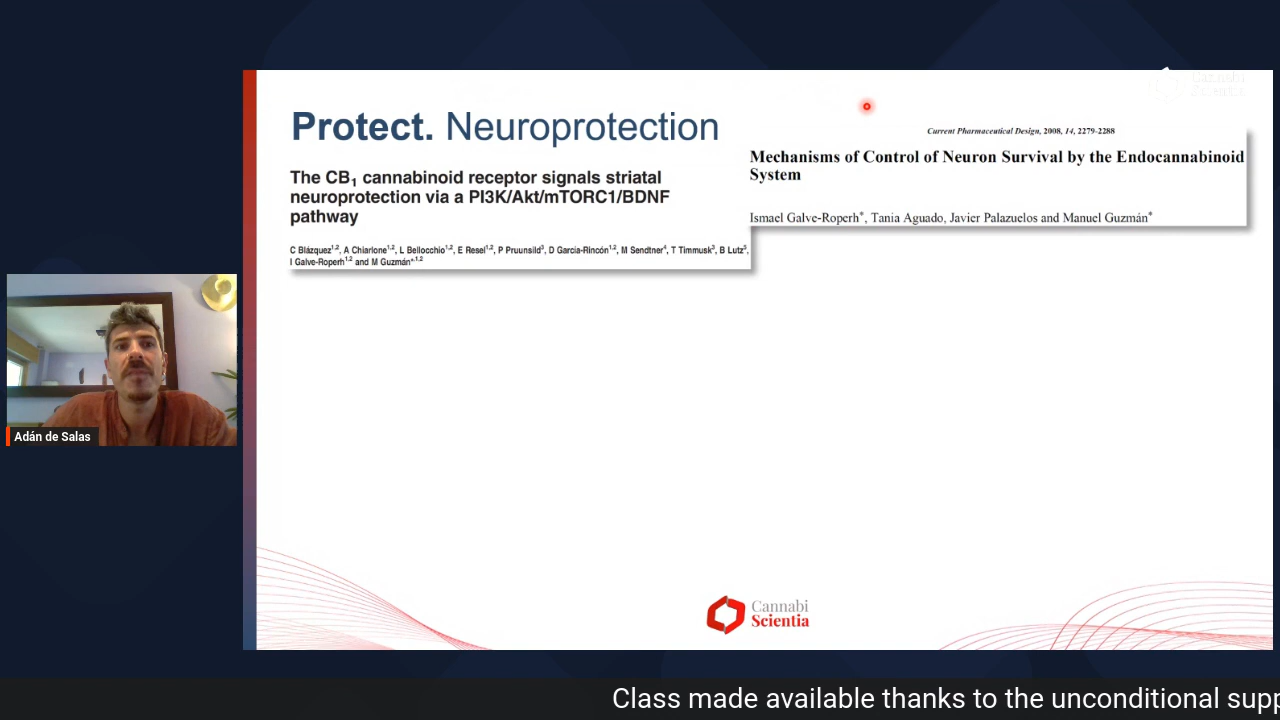 Cannabi
Scientia
Protect. Neuroprotection
The CB1 cannabinoid receptor signals striatal
neuroprotection via a PI3K/Akt/mTORC1/BDNF
pathway
C Blázquez1,2, A Chiarlone1,2, L Bellocchio1,2, E Resel1,2, P Pruunsild3, D García-Rincón1,2, M Sendtner4, T Timmusk3, B Lutz5,
I Galve-Roperh1,2 and M Guzmán*,1,2
Current Pharmaceutical Design, 2008, 14, 2279-2288
Mechanisms of Control of Neuron Survival by the Endocannabinoid
System
Ismael Galve-Roperh*, Tania Aguado, Javier Palazuelos and Manuel Guzmán*
Adán de Salas
Cannabi
Scientia
Class made available thanks to the unconditional supp